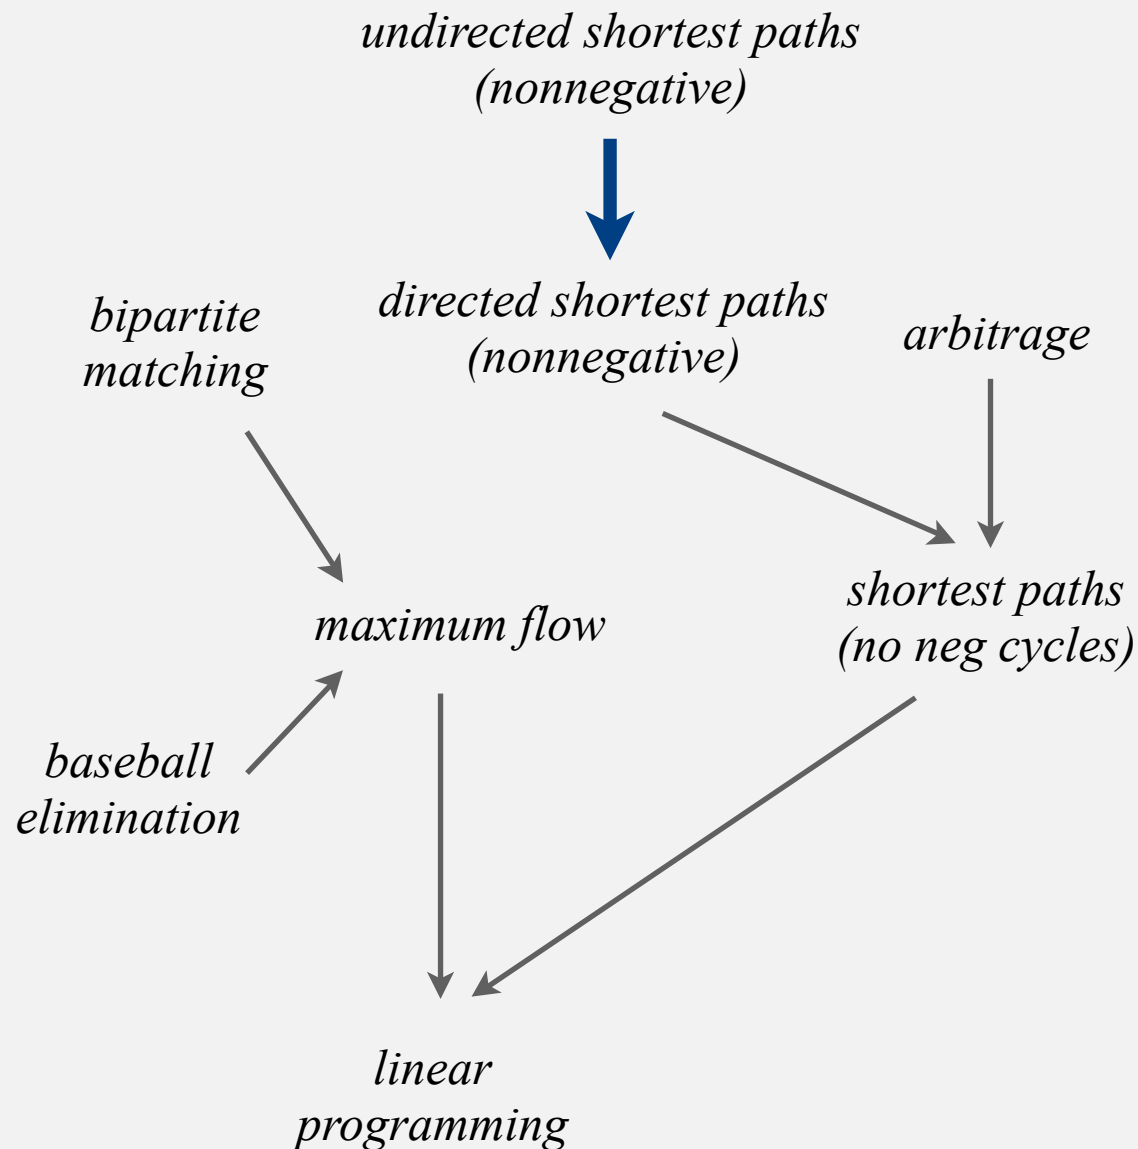 undirected shortest paths
(nonnegative)
bipartite
matching
directed shortest paths
(nonnegative)
arbitrage
maximum flow
shortest paths
(no neg cycles)
baseball
elimination
linear
programming